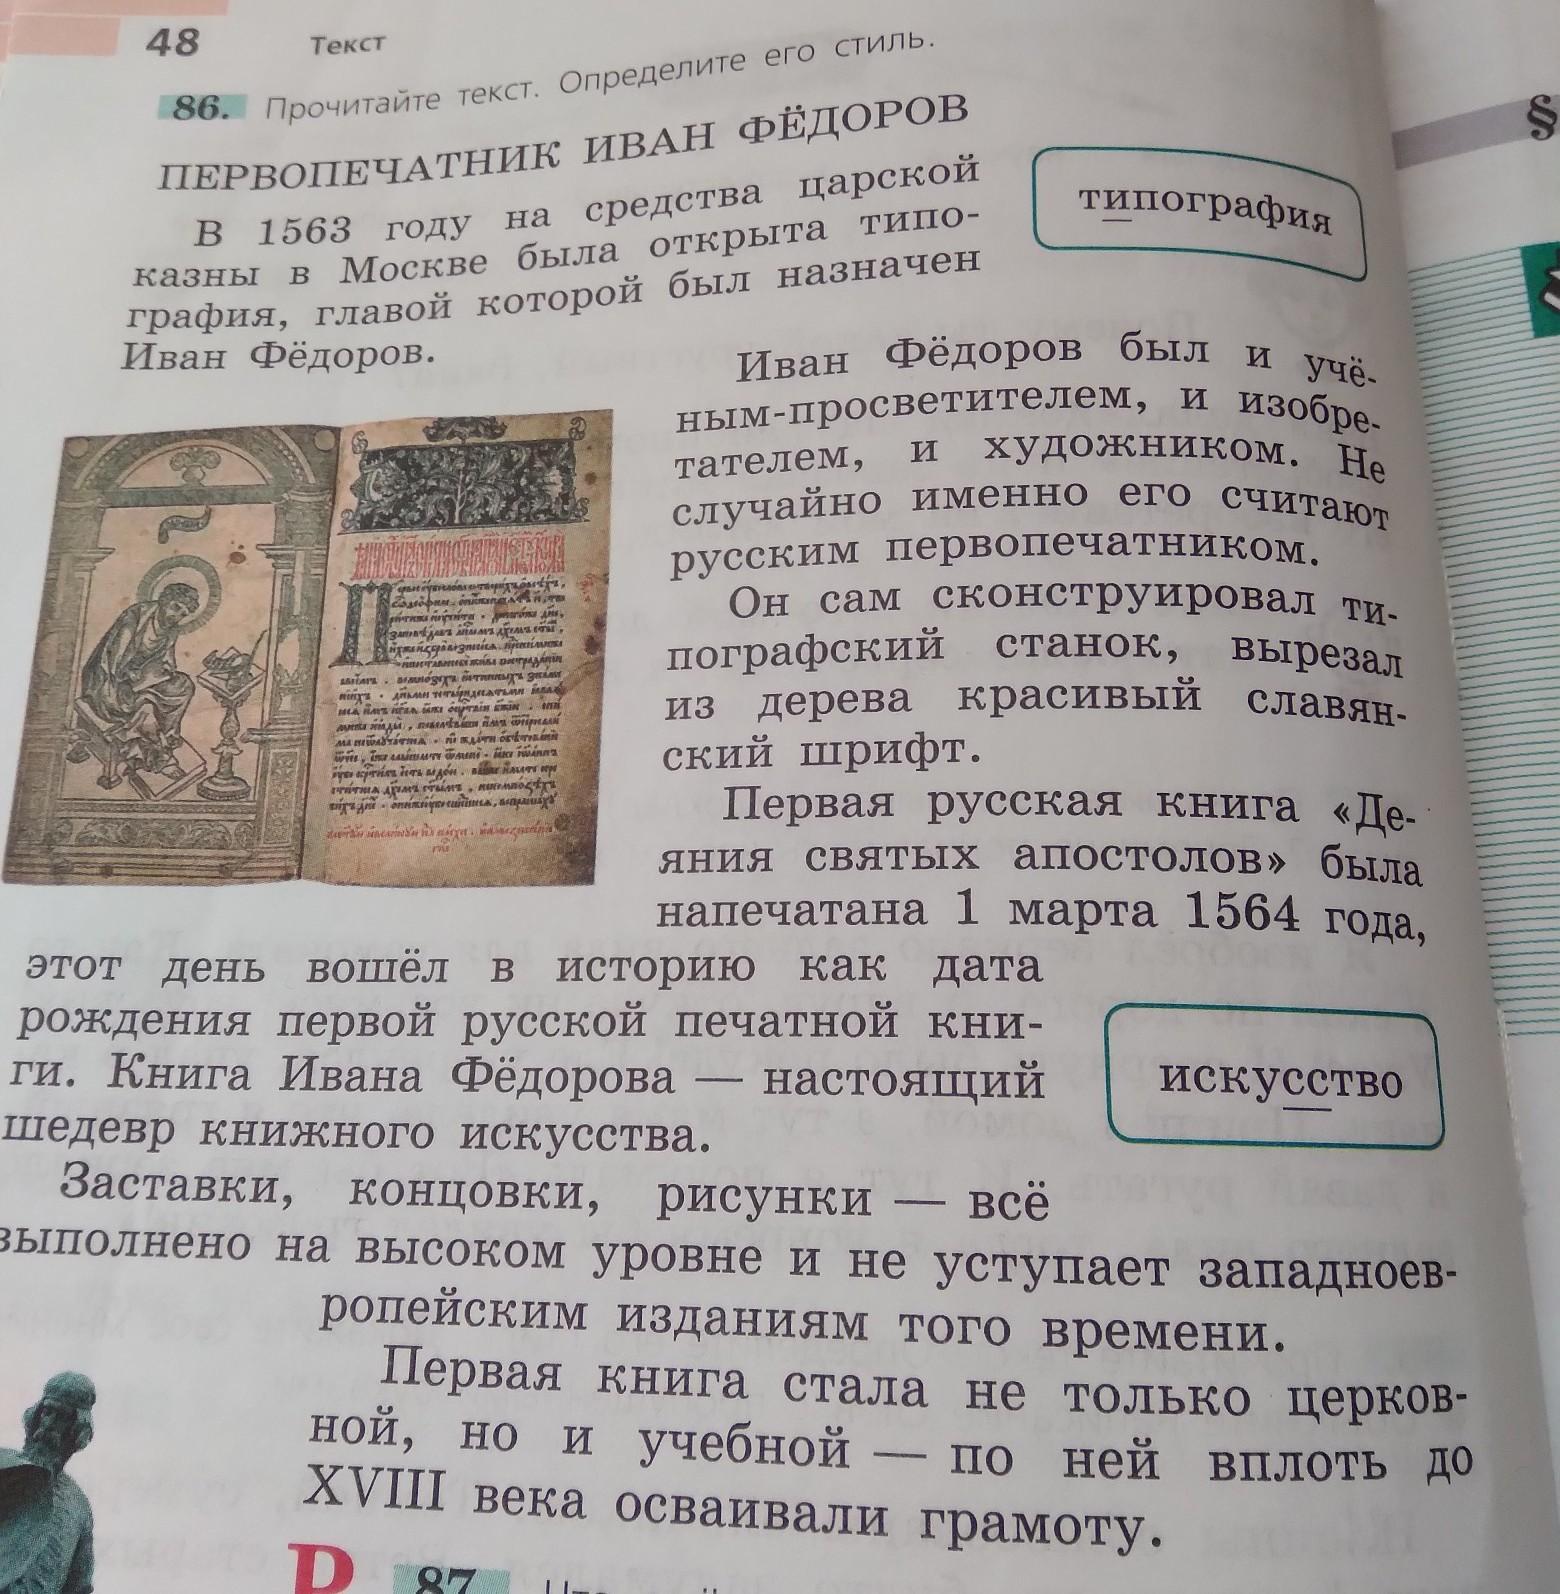 48 Текст
86. Прочитайте текст. Определите его стиль.
ПЕРВОПЕЧАТНИК ИВАН ФЁДОРОВ
В 1563 году на средства царской
казны в Москве была открыта типо-
графия, главой которой был назначен
Иван Фёдоров.
типография
Иван Фёдоров был и учё-
ным-просветителем, и изобре-
тателем, и художником. Не
случайно именно его считают
русским первопечатником.
Он сам сконструировал ти-
пографский станок, вырезал
из дерева красивый славян-
ский шрифт.
Первая русская книга «Де-
яния святых апостолов» была
напечатана 1 марта 1564 года,
этот день вошёл в историю как дата
рождения первой русской печатной кни-
ги. Книга Ивана Фёдорова — настоящий
шедевр книжного искусства.
искусство
Заставки, концовки, рисунки — всё
выполнено на высоком уровне и не уступает западноев-
ропейским изданиям того времени.
Первая книга стала не только церков-
ной, но и учебной — по ней вплоть до
XVIII века осваивали грамоту.
Р 87
§